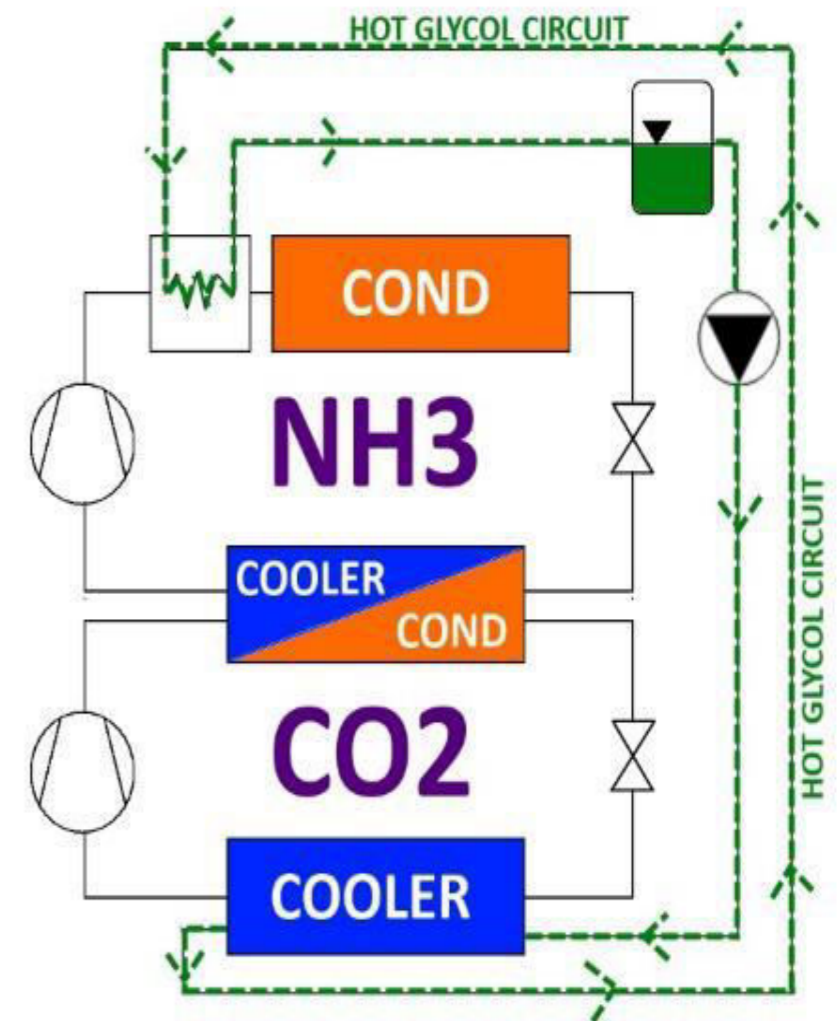 HOT GLYCOL CIRCUIT
COND
NH3
COOLER
COND
HOT GLYCOL CIRCUIT
CO2
COOLER